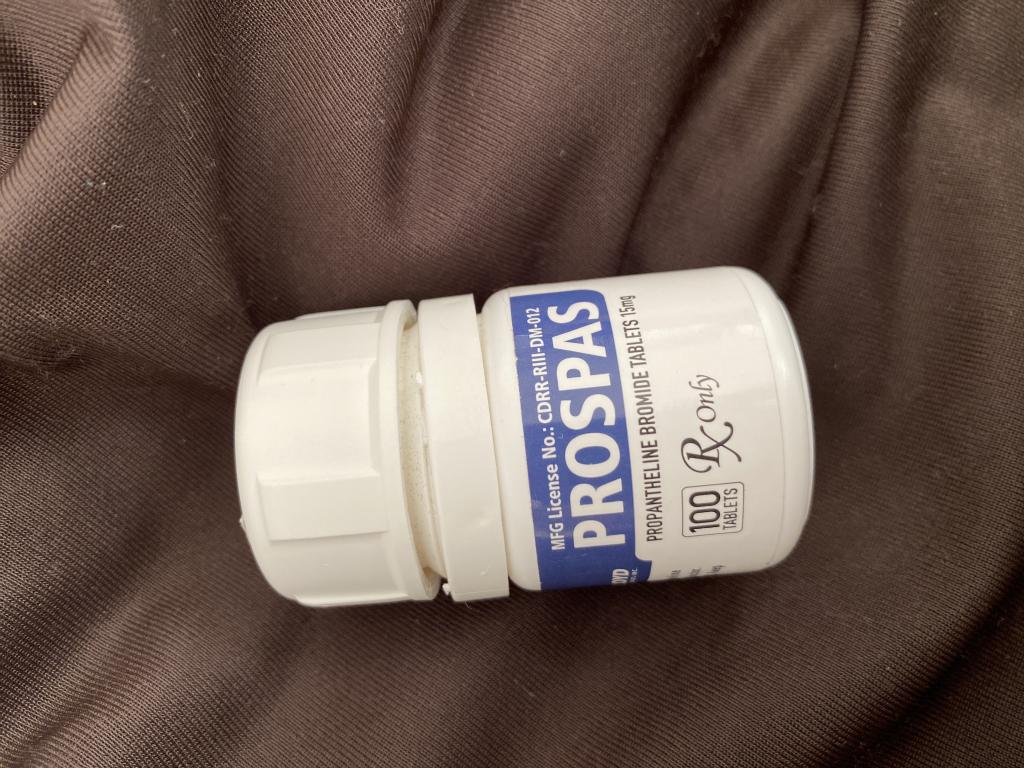 MFG License No.: CDRR-RIII-DM-012
PROSPAS
PROPANTHELINE BROMIDE TABLETS 15mg
100
TABLETS
Rx Only